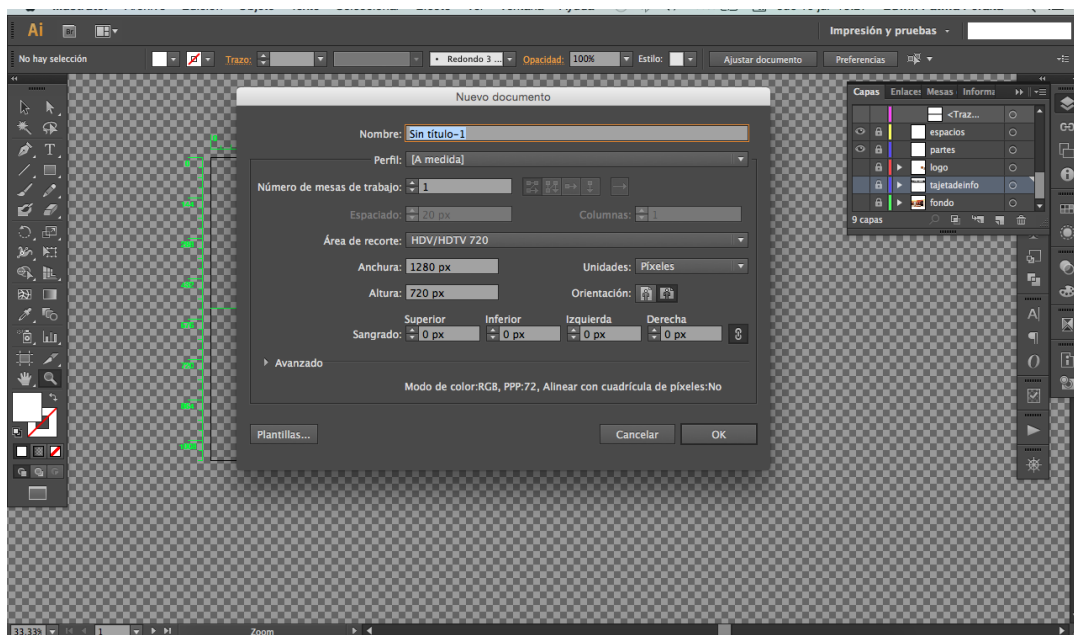 Ai Br Impresión y pruebas
No hay selección Trazo: Redondo 3 ... Opacidad: 100% Estilo: Ajustar documento Preferencias
Nuevo documento
Nombre: Sin título-1
Perfil: [A medida]
Número de mesas de trabajo: 1
Espaciado: 20 px Columnas: 1
Área de recorte: HDV/HDTV 720
Anchura: 1280 px Unidades: Píxeles
Altura: 720 px Orientación:
Superior Inferior Izquierda Derecha
Sangrado: 0 px 0 px 0 px 0 px
Avanzado
Modo de color:RGB, PPP:72, Alinear con cuadrícula de píxeles:No
Plantillas... Cancelar OK
Capas Enlaces Mesas Informa
<Traz...
espacios
partes
logo
tajetadeinfo
fondo
9 capas
33,33% 1 Zoom